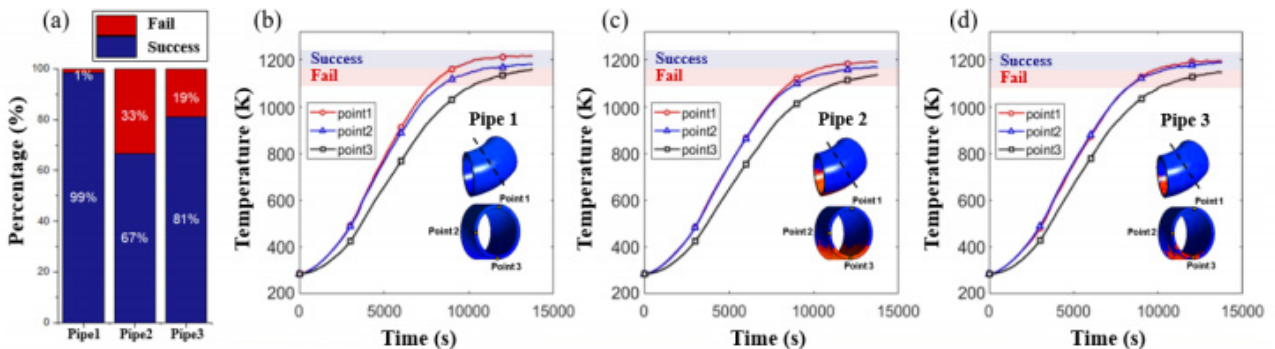 (a)
Fail
Success
100
80
60
40
20
0
Percentage (%)
1%
99%
33%
67%
19%
81%
Pipe1
Pipe2
Pipe3
(b)
Temperature (K)
1200
1000
800
600
400
200
Success
Fail
point1
point2
point3
Pipe 1
Point 1
Point 2
Point 3
0
5000
10000
15000
Time (s)
(c)
Temperature (K)
1200
1000
800
600
400
200
Success
Fail
point1
point2
point3
Pipe 2
Point 1
Point 2
Point 3
0
5000
10000
15000
Time (s)
(d)
Temperature (K)
1200
1000
800
600
400
200
Success
Fail
point1
point2
point3
Pipe 3
Point 1
Point 2
Point 3
0
5000
10000
15000
Time (s)